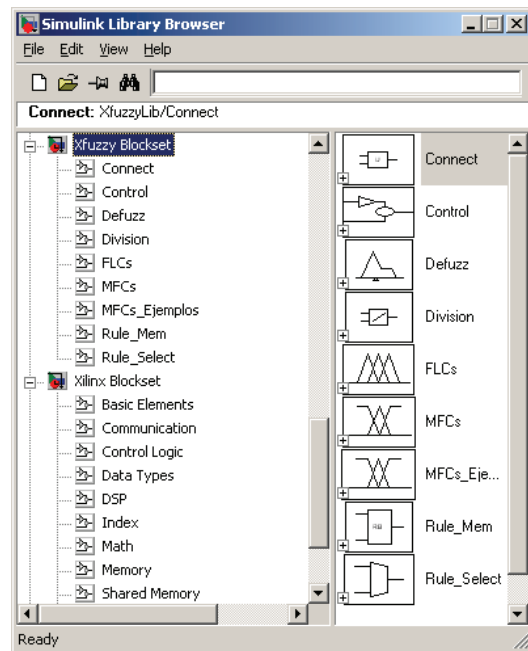 Simulink Library Browser
File Edit View Help
Connect: XfuzzyLib/Connect
Xfuzzy Blockset
Connect
Control
Defuzz
Division
FLCs
MFCs
MFCs_Ejemplos
Rule_Mem
Rule_Select
Xilinx Blockset
Basic Elements
Communication
Control Logic
Data Types
DSP
Index
Math
Memory
Shared Memory
Connect
Control
Defuzz
Division
FLCs
MFCs
MFCs_Eje...
Rule_Mem
Rule_Select
Ready